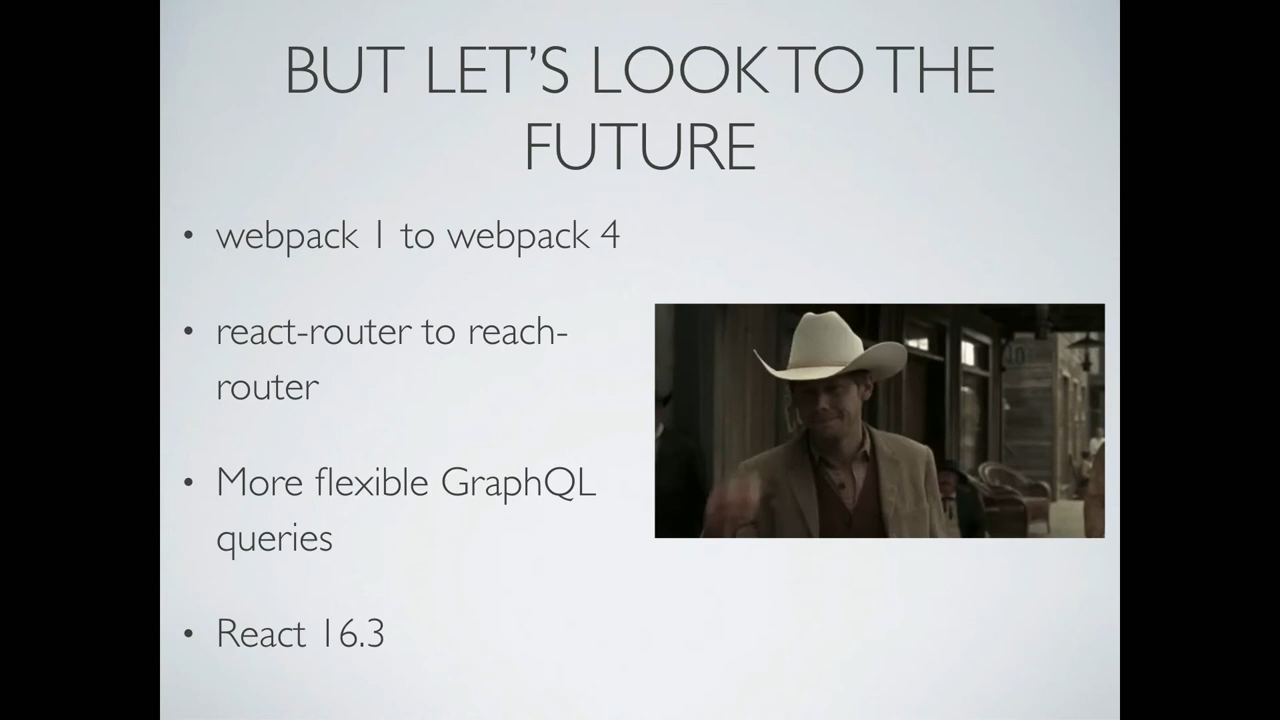 BUT LET'S LOOK TO THE
FUTURE
• webpack 1 to webpack 4
• react-router to reach-
router
• More flexible GraphQL
queries
• React 16.3